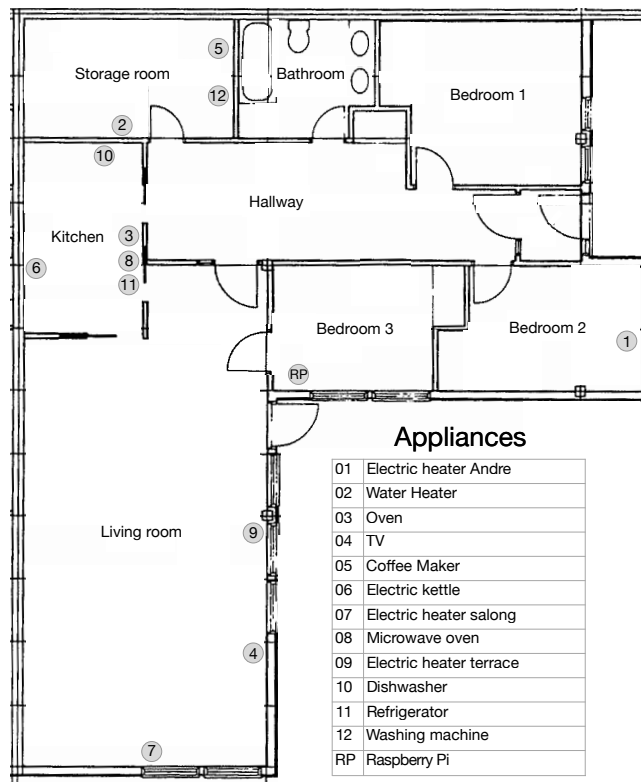 5
Storage room
Bathroom
12
Bedroom 1
2
10
Hallway
Kitchen
3
8
6
11
Bedroom 3
Bedroom 2
1
RP
Appliances
01 Electric heater Andre
02 Water Heater
03 Oven
04 TV
05 Coffee Maker
06 Electric kettle
07 Electric heater salong
08 Microwave oven
09 Electric heater terrace
10 Dishwasher
11 Refrigerator
12 Washing machine
RP Raspberry Pi
Living room
9
4
7